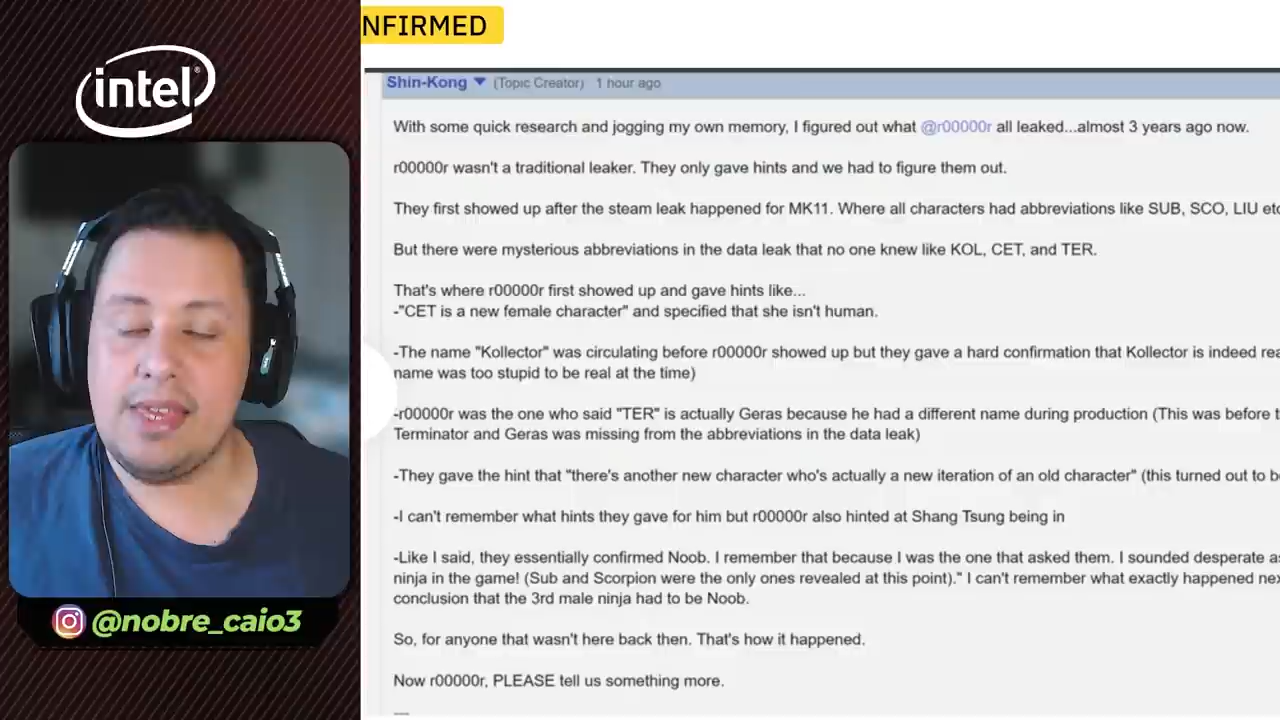 NFIRMED
intel
Shin-Kong (Topic Creator) 1 hour ago
With some quick research and jogging my own memory, I figured out what @r00000r all leaked...almost 3 years ago now.
r00000r wasn't a traditional leaker. They only gave hints and we had to figure them out.
They first showed up after the steam leak happened for MK11. Where all characters had abbreviations like SUB, SCO, LIU etc
But there were mysterious abbreviations in the data leak that no one knew like KOL, CET, and TER.
That's where r00000r first showed up and gave hints like...
-"CET is a new female character" and specified that she isn't human.
-The name "Kollector" was circulating before r00000r showed up but they gave a hard confirmation that Kollector is indeed rea
name was too stupid to be real at the time)
-r00000r was the one who said "TER" is actually Geras because he had a different name during production (This was before t
Terminator and Geras was missing from the abbreviations in the data leak)
-They gave the hint that "there's another new character who's actually a new iteration of an old character" (this turned out to b
-I can't remember what hints they gave for him but r00000r also hinted at Shang Tsung being in
-Like I said, they essentially confirmed Noob. I remember that because I was the one that asked them. I sounded desperate as
ninja in the game! (Sub and Scorpion were the only ones revealed at this point)." I can't remember what exactly happened nex
conclusion that the 3rd male ninja had to be Noob.
So, for anyone that wasn't here back then. That's how it happened.
Now r00000r, PLEASE tell us something more.
@nobre_caio3